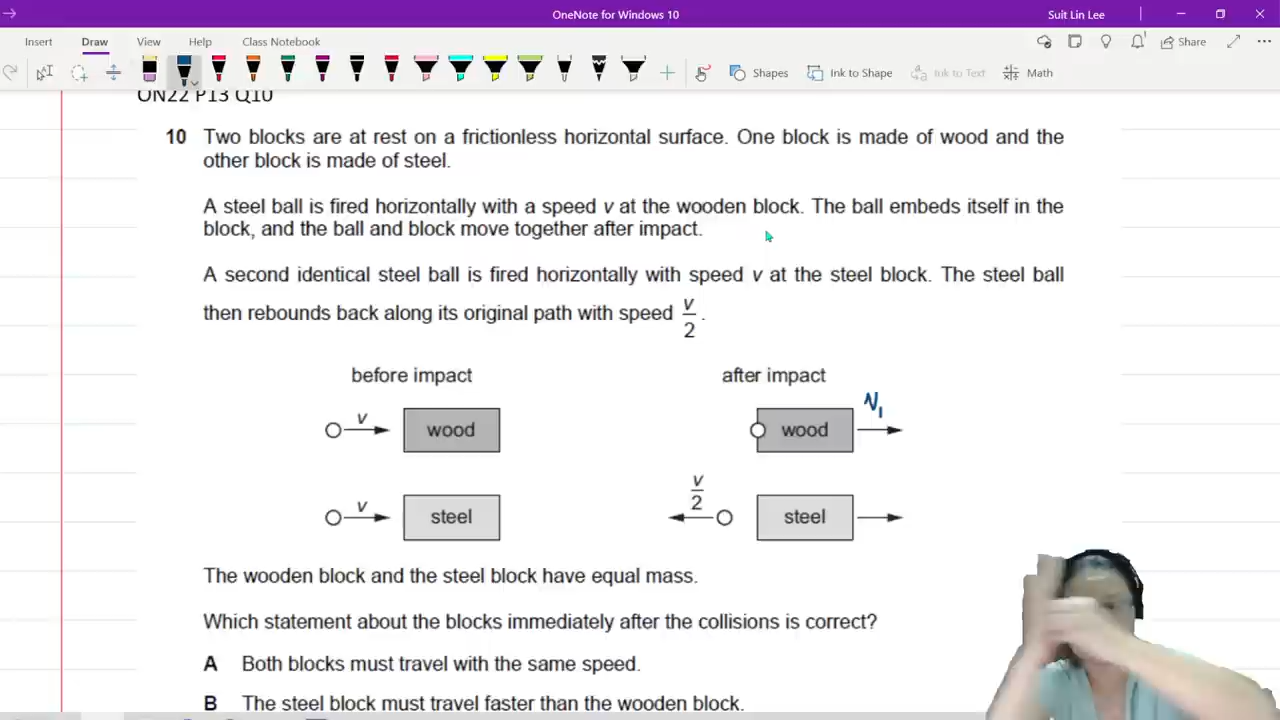 OneNote for Windows 10
Suit Lin Lee
Insert Draw View Help Class Notebook
Share
Shapes Ink to Shape Ink to Text Math
ON22 P13 Q10
10 Two blocks are at rest on a frictionless horizontal surface. One block is made of wood and the
other block is made of steel.
A steel ball is fired horizontally with a speed v at the wooden block. The ball embeds itself in the
block, and the ball and block move together after impact.
A second identical steel ball is fired horizontally with speed v at the steel block. The steel ball
then rebounds back along its original path with speed v/2.
before impact after impact
v wood wood v₁
v steel v/2 steel
The wooden block and the steel block have equal mass.
Which statement about the blocks immediately after the collisions is correct?
A Both blocks must travel with the same speed.
B The steel block must travel faster than the wooden block.